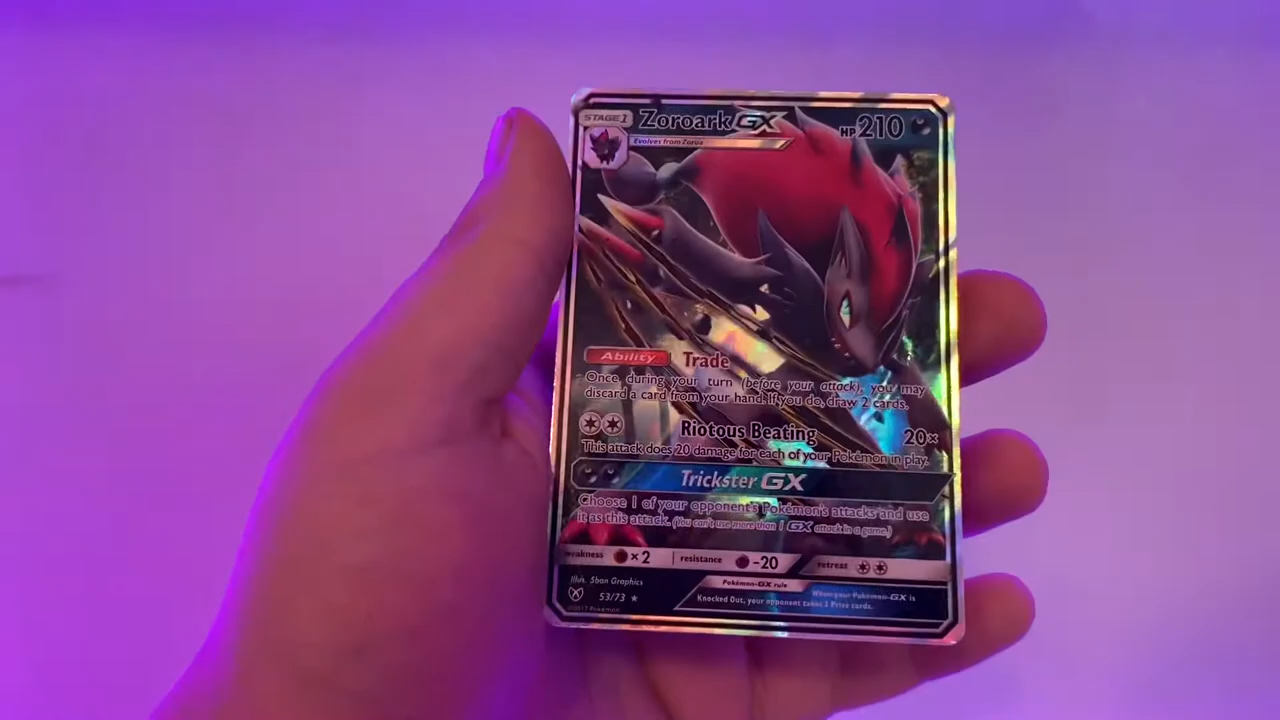 STAGE 1 Zoroark GX HP 210
Evolves from Zorua
Ability Trade
Once during your turn (before your attack), you may
discard a card from your hand. If you do, draw 2 cards.
Riotous Beating 20×
This attack does 20 damage for each of your Pokémon in play.
Trickster GX
Choose 1 of your opponent's Pokémon's attacks and use
it as this attack. (You can't use more than 1 GX attack in a game.)
weakness ×2 resistance -20 retreat
Illus. 5ban Graphics
53/73 ★
©2017 Pokémon
Pokémon-GX rule
When your Pokémon-GX is
Knocked Out, your opponent takes 2 Prize cards.